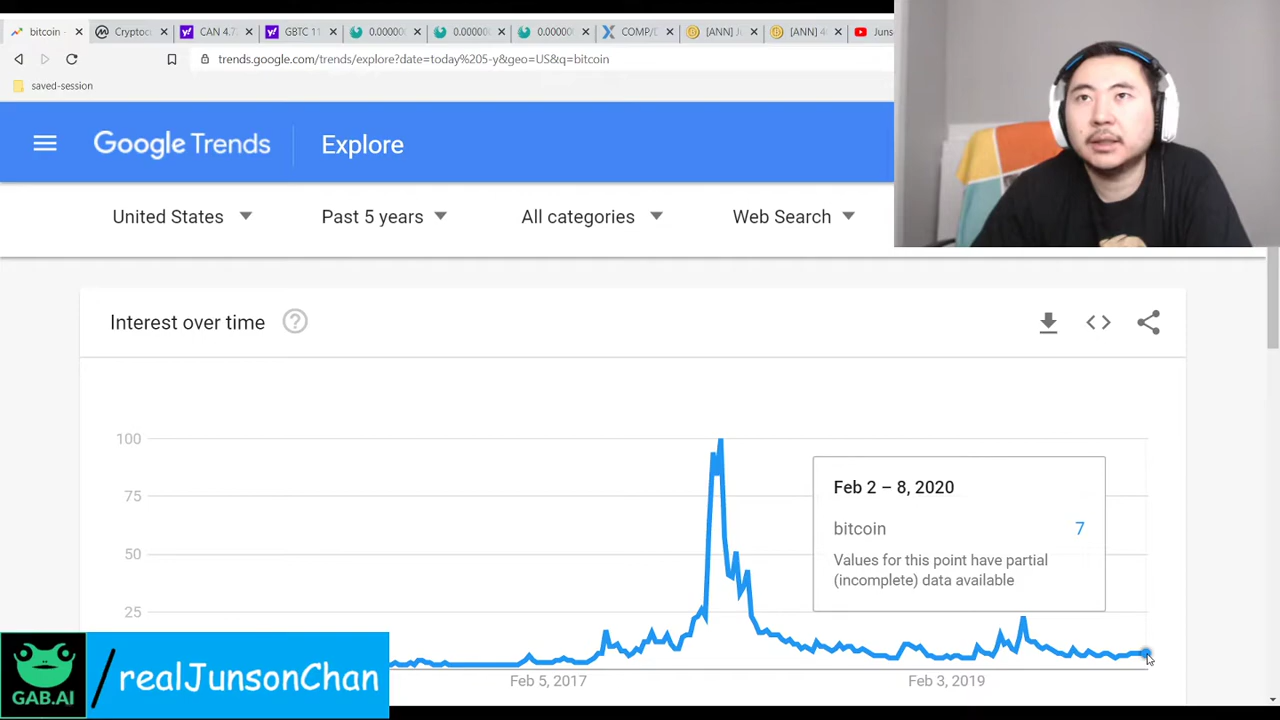 bitcoin - Cryptoc CAN 4.7 GBTC 11 0.00000 0.00000 0.00000 COMP/ [ANN] [ANN] Juns
trends.google.com/trends/explore?date=today%205-y&geo=US&q=bitcoin
saved-session
Google Trends Explore
United States Past 5 years All categories Web Search
Interest over time ?
100
75
50
25
Feb 2 – 8, 2020
bitcoin 7
Values for this point have partial
(incomplete) data available
Feb 5, 2017 Feb 3, 2019
GAB.AI /realJunsonChan